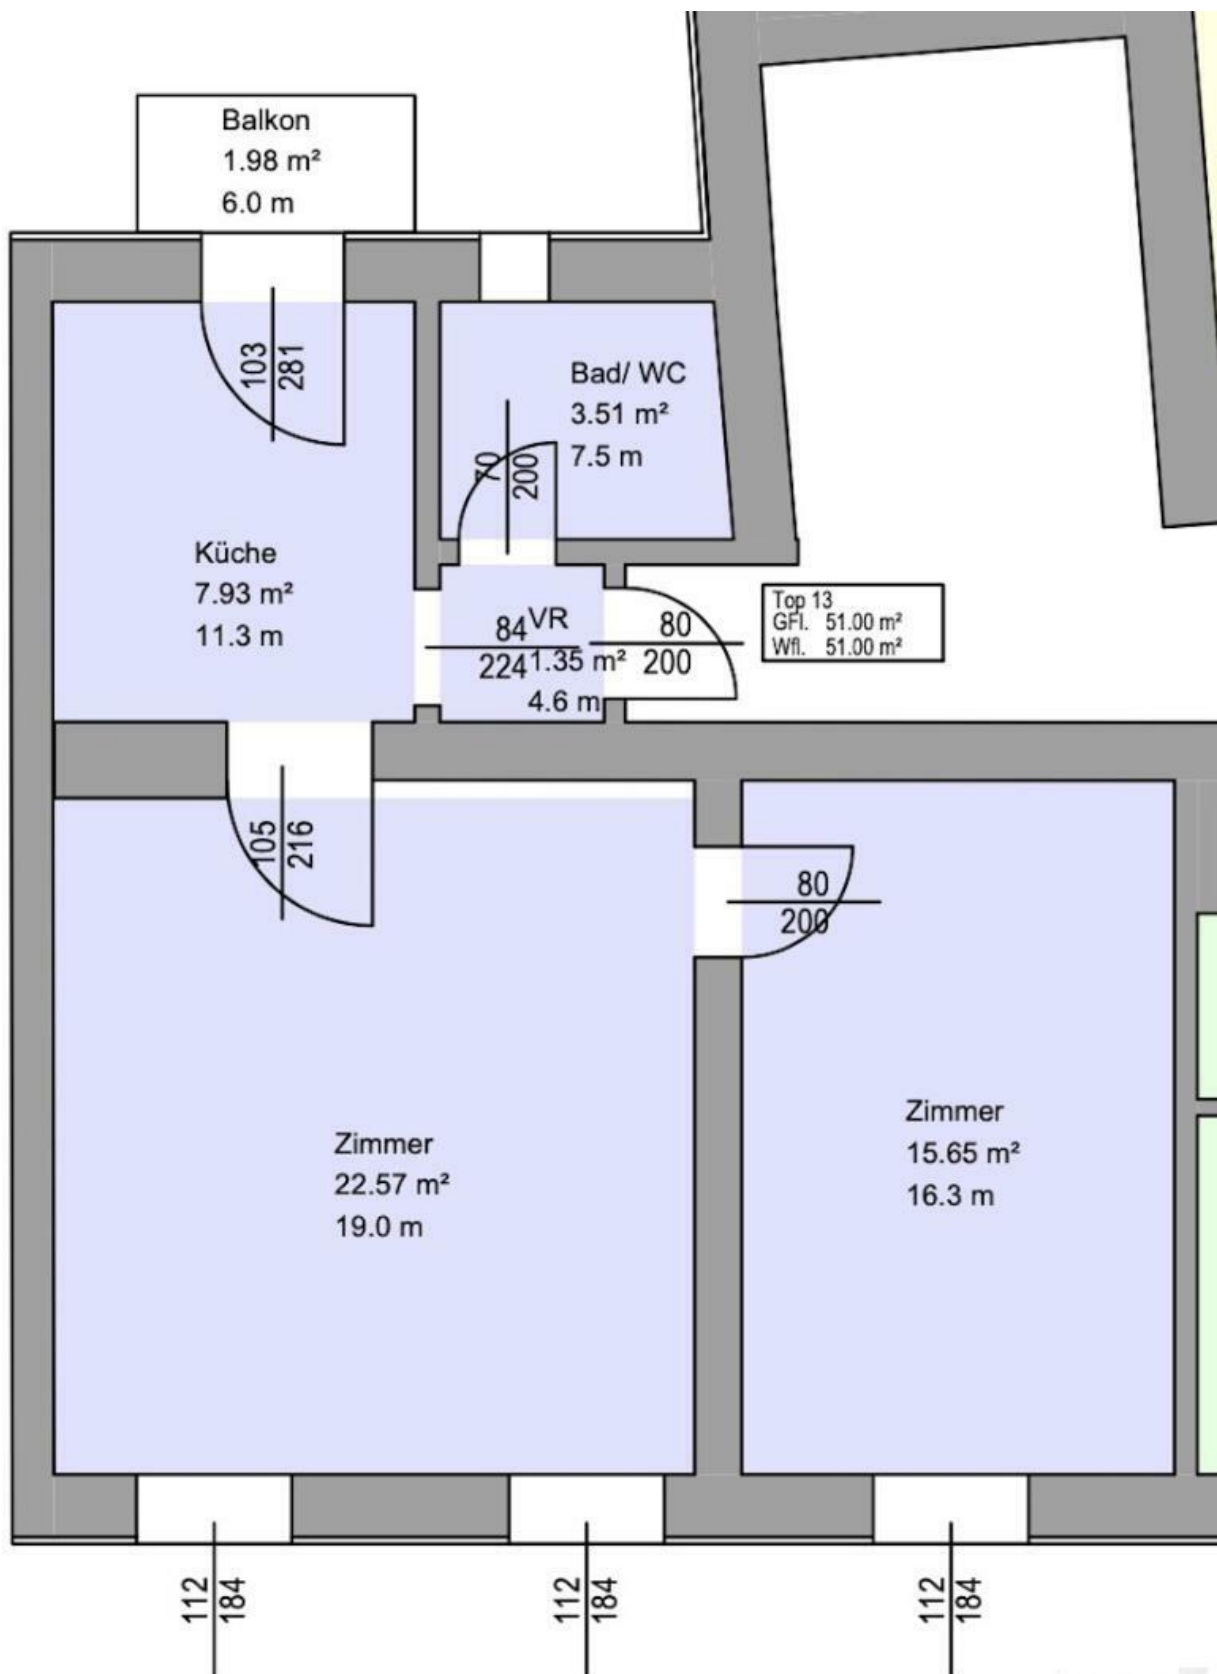 Balkon
1.98 m²
6.0 m
103
281
Bad/ WC
3.51 m²
7.5 m
70
200
Küche
7.93 m²
11.3 m
84
224
VR
1.35 m²
4.6 m
80
200
Top 13
GFl. 51.00 m²
Wfl. 51.00 m²
105
216
80
200
Zimmer
22.57 m²
19.0 m
Zimmer
15.65 m²
16.3 m
112
184
112
184
112
184